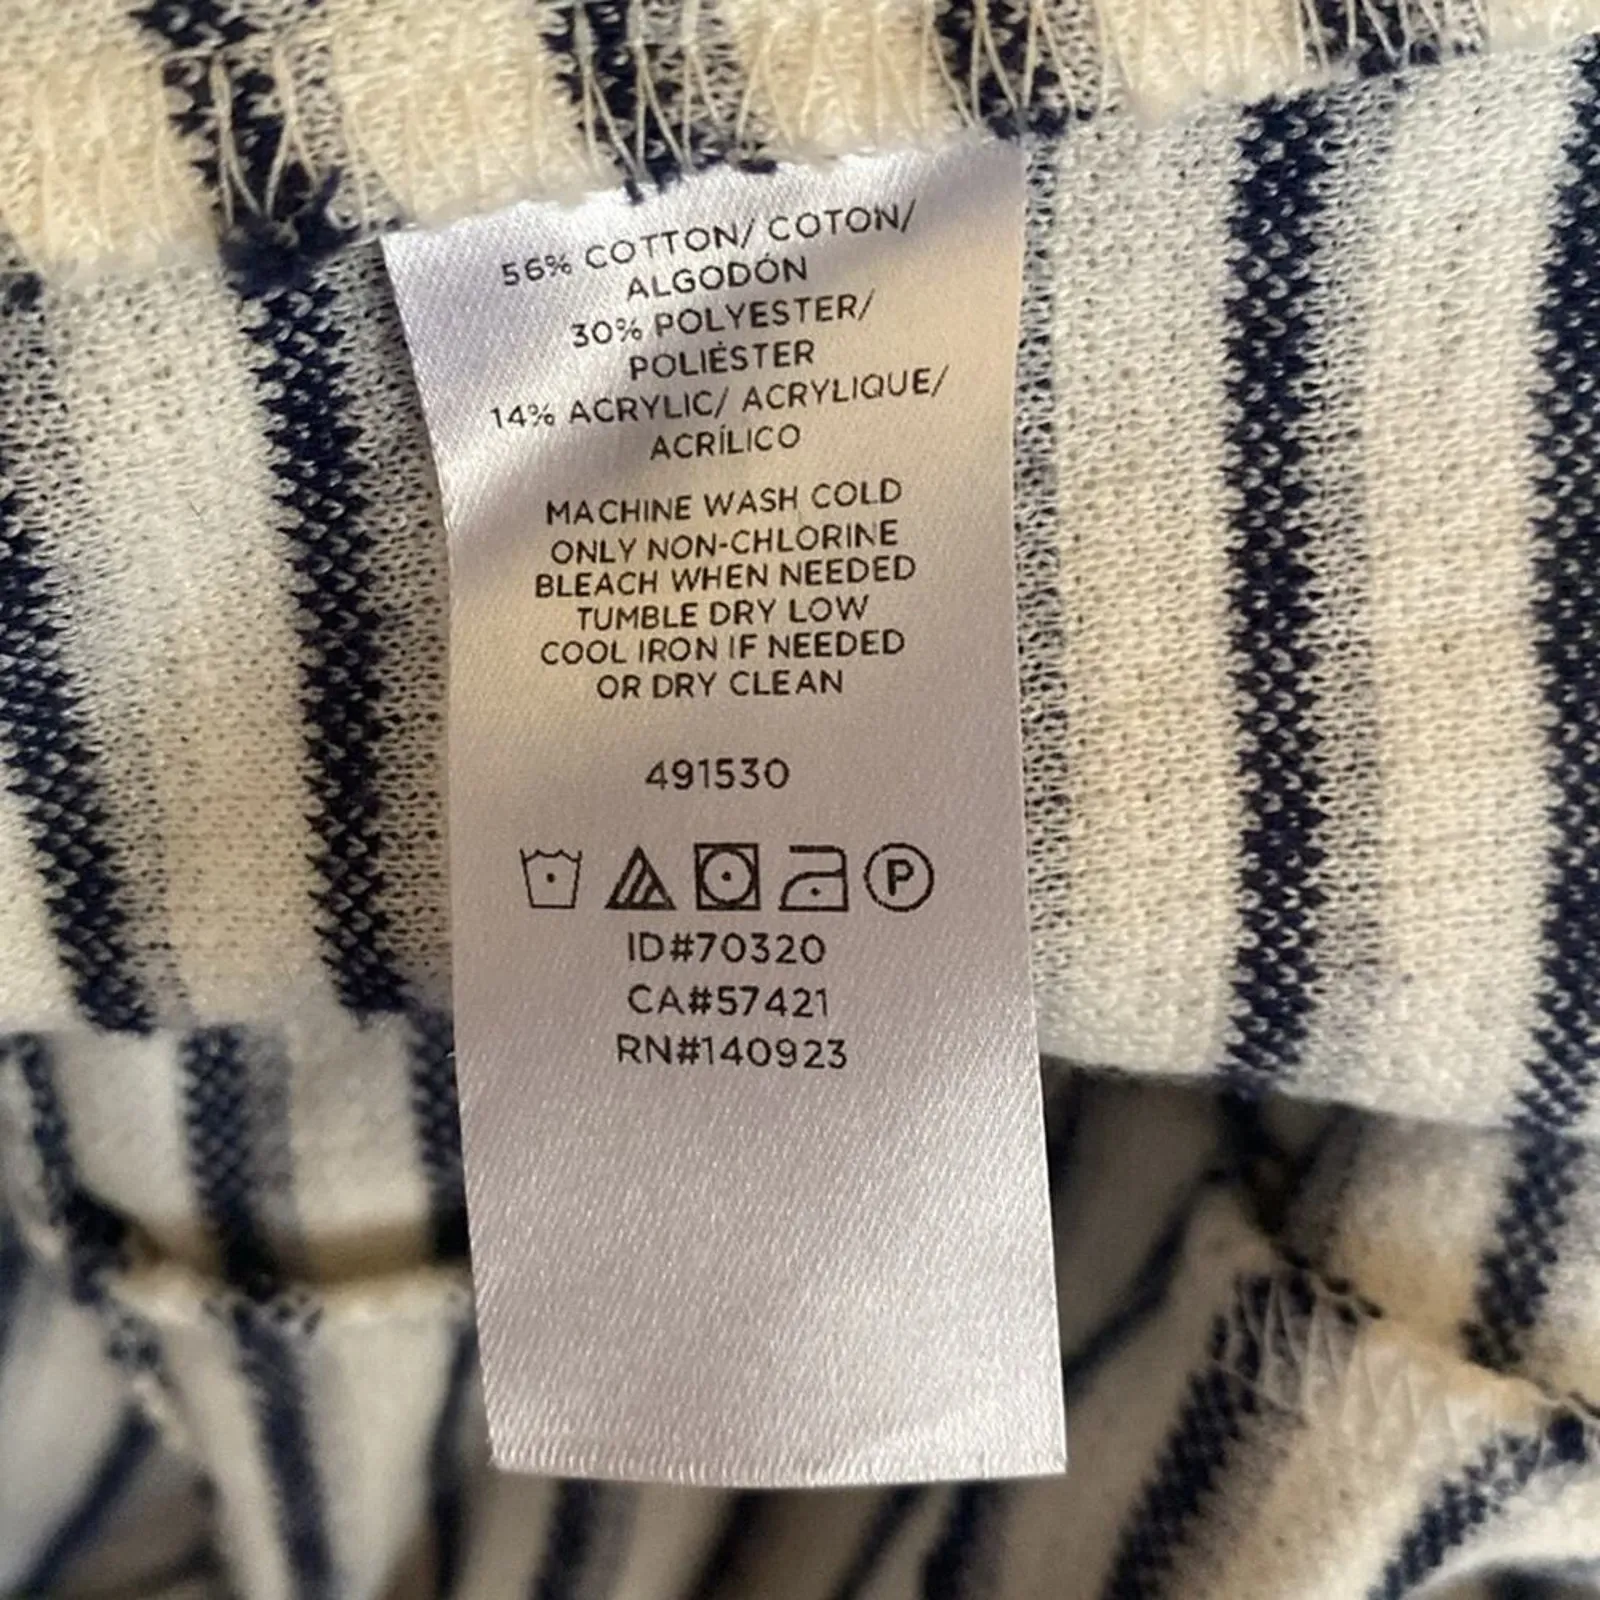 56% COTTON/ COTON/
ALGODÓN
30% POLYESTER/
POLIÉSTER
14% ACRYLIC/ ACRYLIQUE/
ACRÍLICO
MACHINE WASH COLD
ONLY NON-CHLORINE
BLEACH WHEN NEEDED
TUMBLE DRY LOW
COOL IRON IF NEEDED
OR DRY CLEAN
491530
P
ID#70320
CA#57421
RN#140923